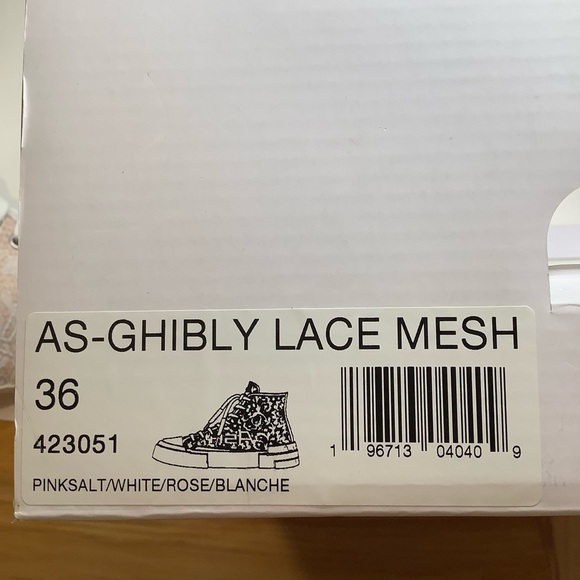 AS-GHIBLY LACE MESH
36
423051
1 96713 04040 9
PINKSALT/WHITE/ROSE/BLANCHE